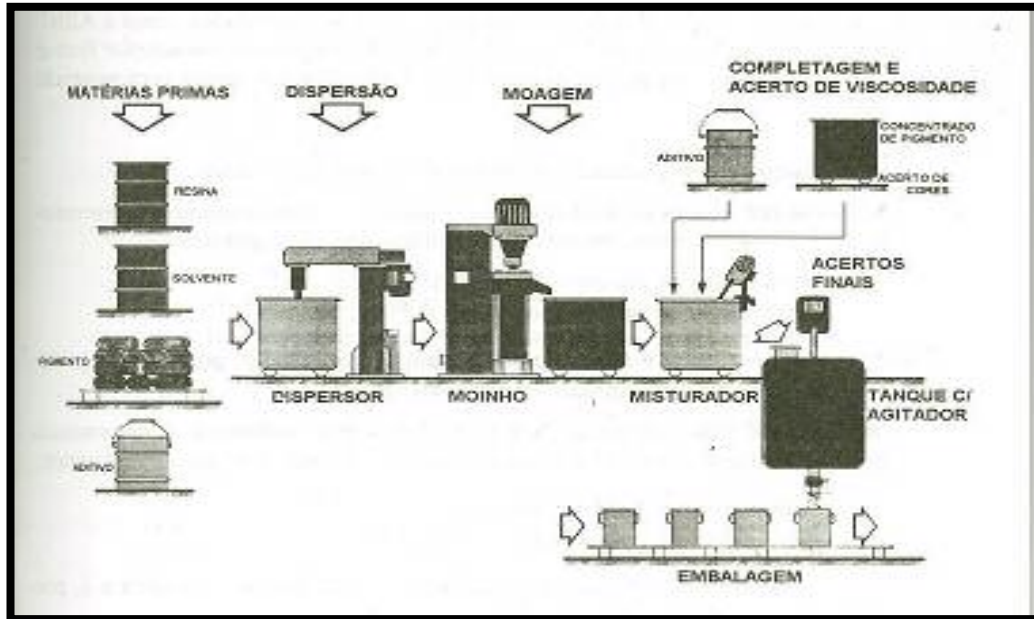 MATÉRIAS PRIMAS
DISPERSÃO
MOAGEM
COMPLETAGEM E
ACERTO DE VISCOSIDADE
RESINA
SOLVENTE
PIGMENTO
ADITIVO
ADITIVO
CONCENTRADO
DE PIGMENTO
ACERTO DE
CORES
ACERTOS
FINAIS
DISPERSOR
MOINHO
MISTURADOR
TANQUE C/
AGITADOR
EMBALAGEM